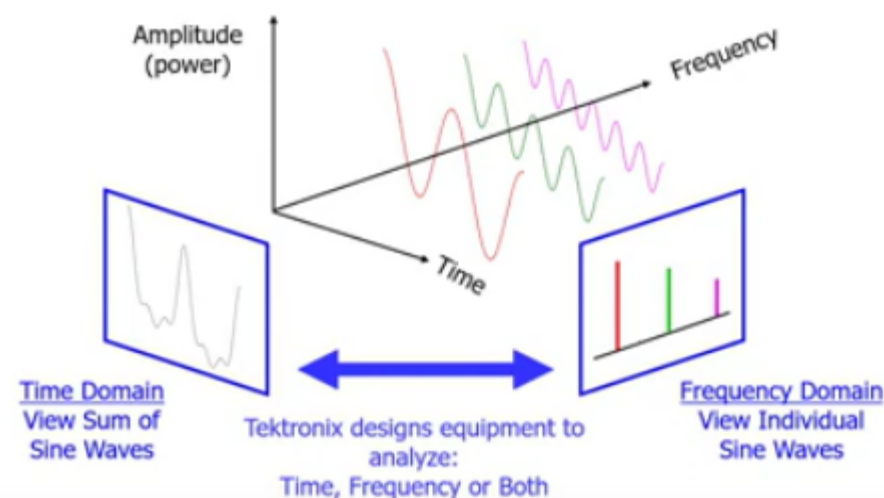 Amplitude
(power)
Frequency
Time
Time Domain
View Sum of
Sine Waves
Frequency Domain
View Individual
Sine Waves
Tektronix designs equipment to
analyze:
Time, Frequency or Both